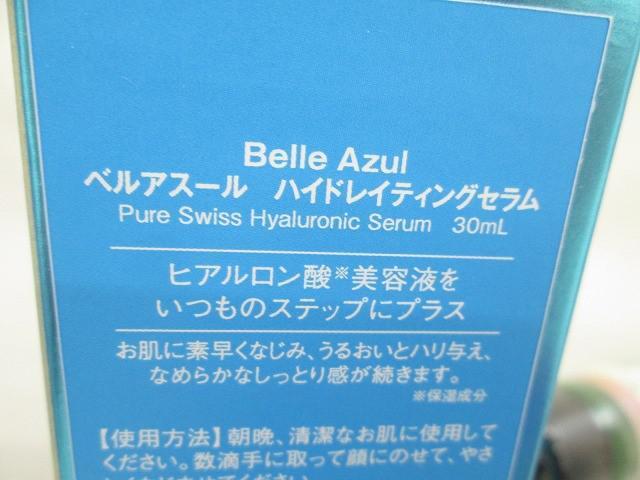 Belle Azul
ベルアスール ハイドレイティングセラム
Pure Swiss Hyaluronic Serum 30mL
ヒアルロン酸※美容液を
いつものステップにプラス
お肌に素早くなじみ、うるおいとハリ与え、
なめらかなしっとり感が続きます。
※保湿成分
【使用方法】朝晩、清潔なお肌に使用して
ください。数滴手に取って顔にのせて、やさ